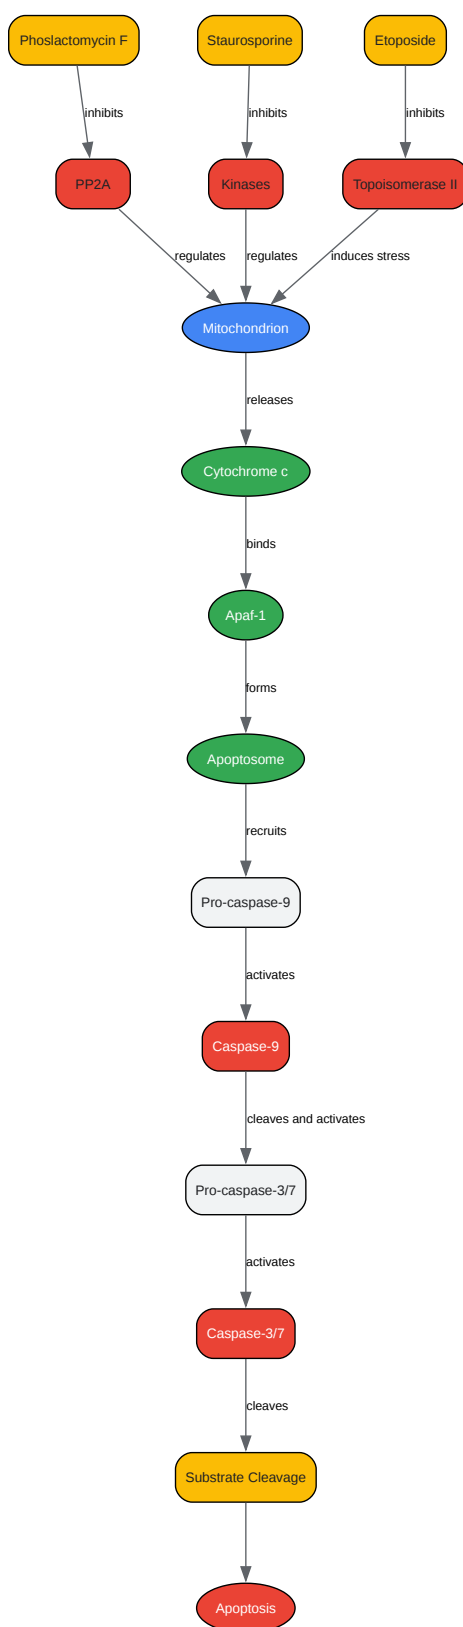 Phoslactomycin F
Staurosporine
Etoposide
inhibits
inhibits
inhibits
PP2A
Kinases
Topoisomerase II
regulates
regulates
induces stress
Mitochondrion
releases
Cytochrome c
binds
Apaf-1
forms
Apoptosome
recruits
Pro-caspase-9
activates
Caspase-9
cleaves and activates
Pro-caspase-3/7
activates
Caspase-3/7
cleaves
Substrate Cleavage
Apoptosis